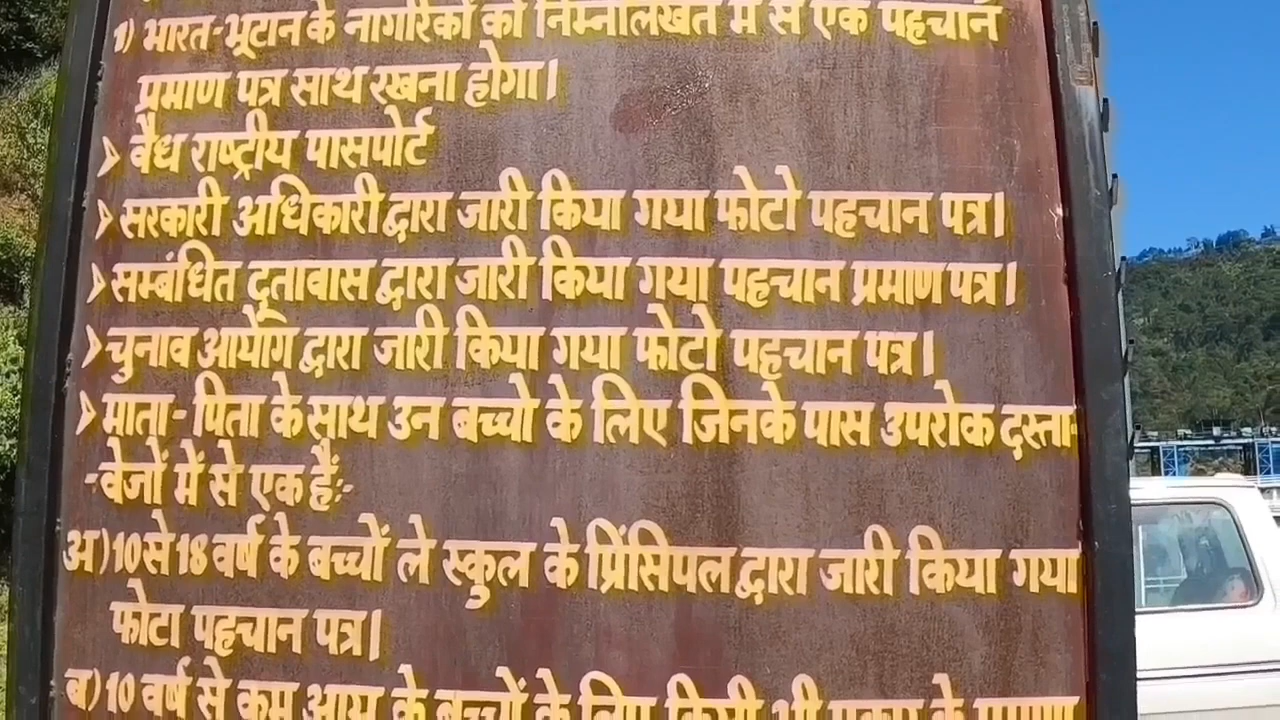 1) भारत-भूटान के नागरिकों को निम्नलिखत में से एक पहचान
प्रमाण पत्र साथ रखना होगा।
> वैध राष्ट्रीय पासपोर्ट
> सरकारी अधिकारी द्वारा जारी किया गया फोटो पहचान पत्र।
> सम्बंधित दूतावास द्वारा जारी किया गया पहचान प्रमाण पत्र।
> चुनाव आयोग द्वारा जारी किया गया फोटो पहचान पत्र।
> माता- पिता के साथ उन बच्चो के लिए जिनके पास उपरोक दस्ता-
-वेजों में से एक हैं:-
अ) 10 से 18 वर्ष के बच्चों ले स्कुल के प्रिंसिपल द्वारा जारी किया गया
फोटा पहचान पत्र।
ब) 10 वर्ष से कम आयु के बच्चों के लिए किसी भी प्रकार के प्रमाण